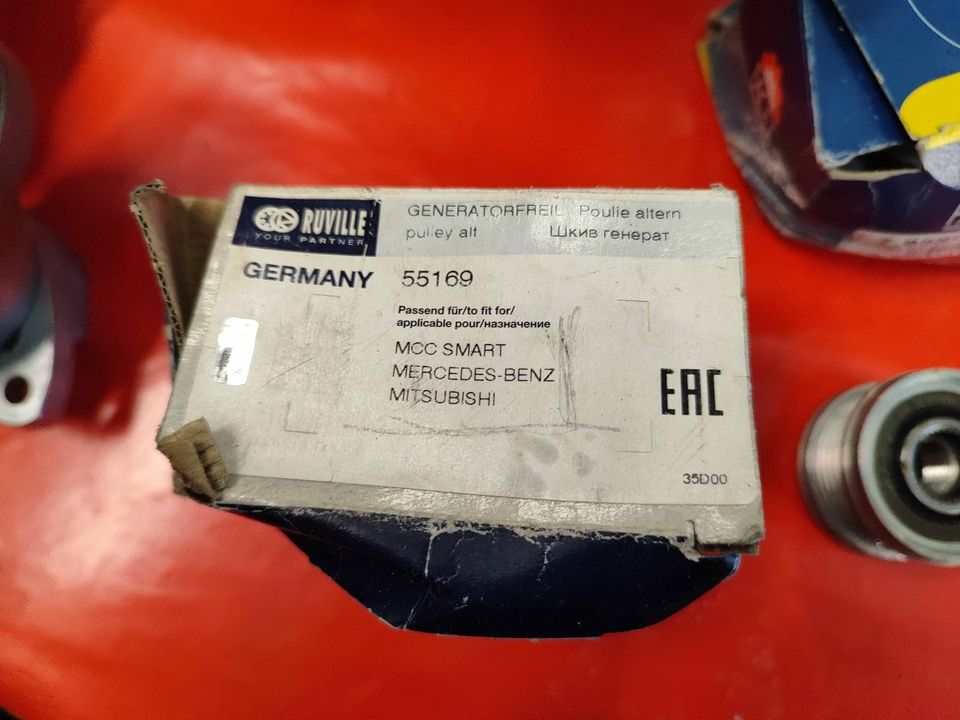 RUVILLE
YOUR PARTNER
GENERATORFREIL Poulie altern
pulley alt Шкив генерат
GERMANY 55169
Passend für/to fit for/
applicable pour/назначение
MCC SMART
MERCEDES-BENZ
MITSUBISHI
EAC
35D00